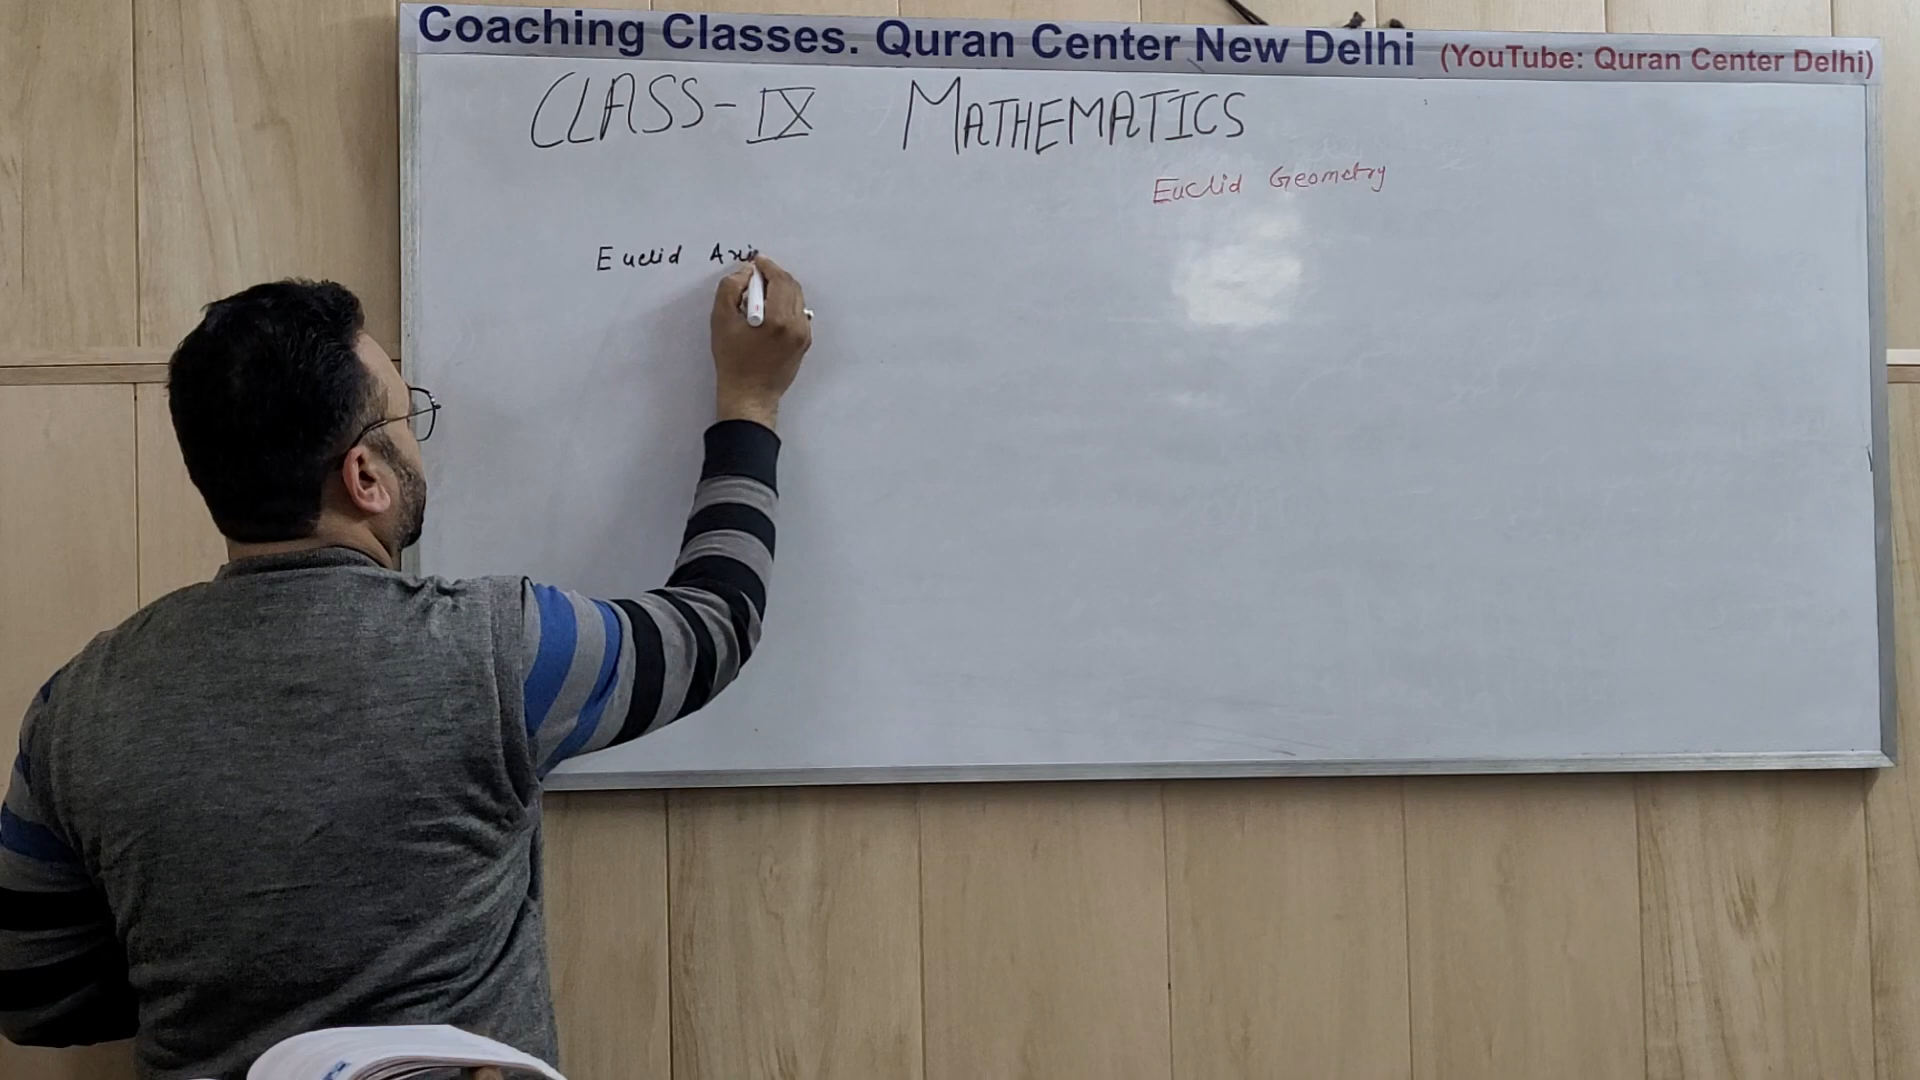 Coaching Classes. Quran Center New Delhi (YouTube: Quran Center Delhi)
CLASS-IX MATHEMATICS
Euclid Geometry
Euclid Axi